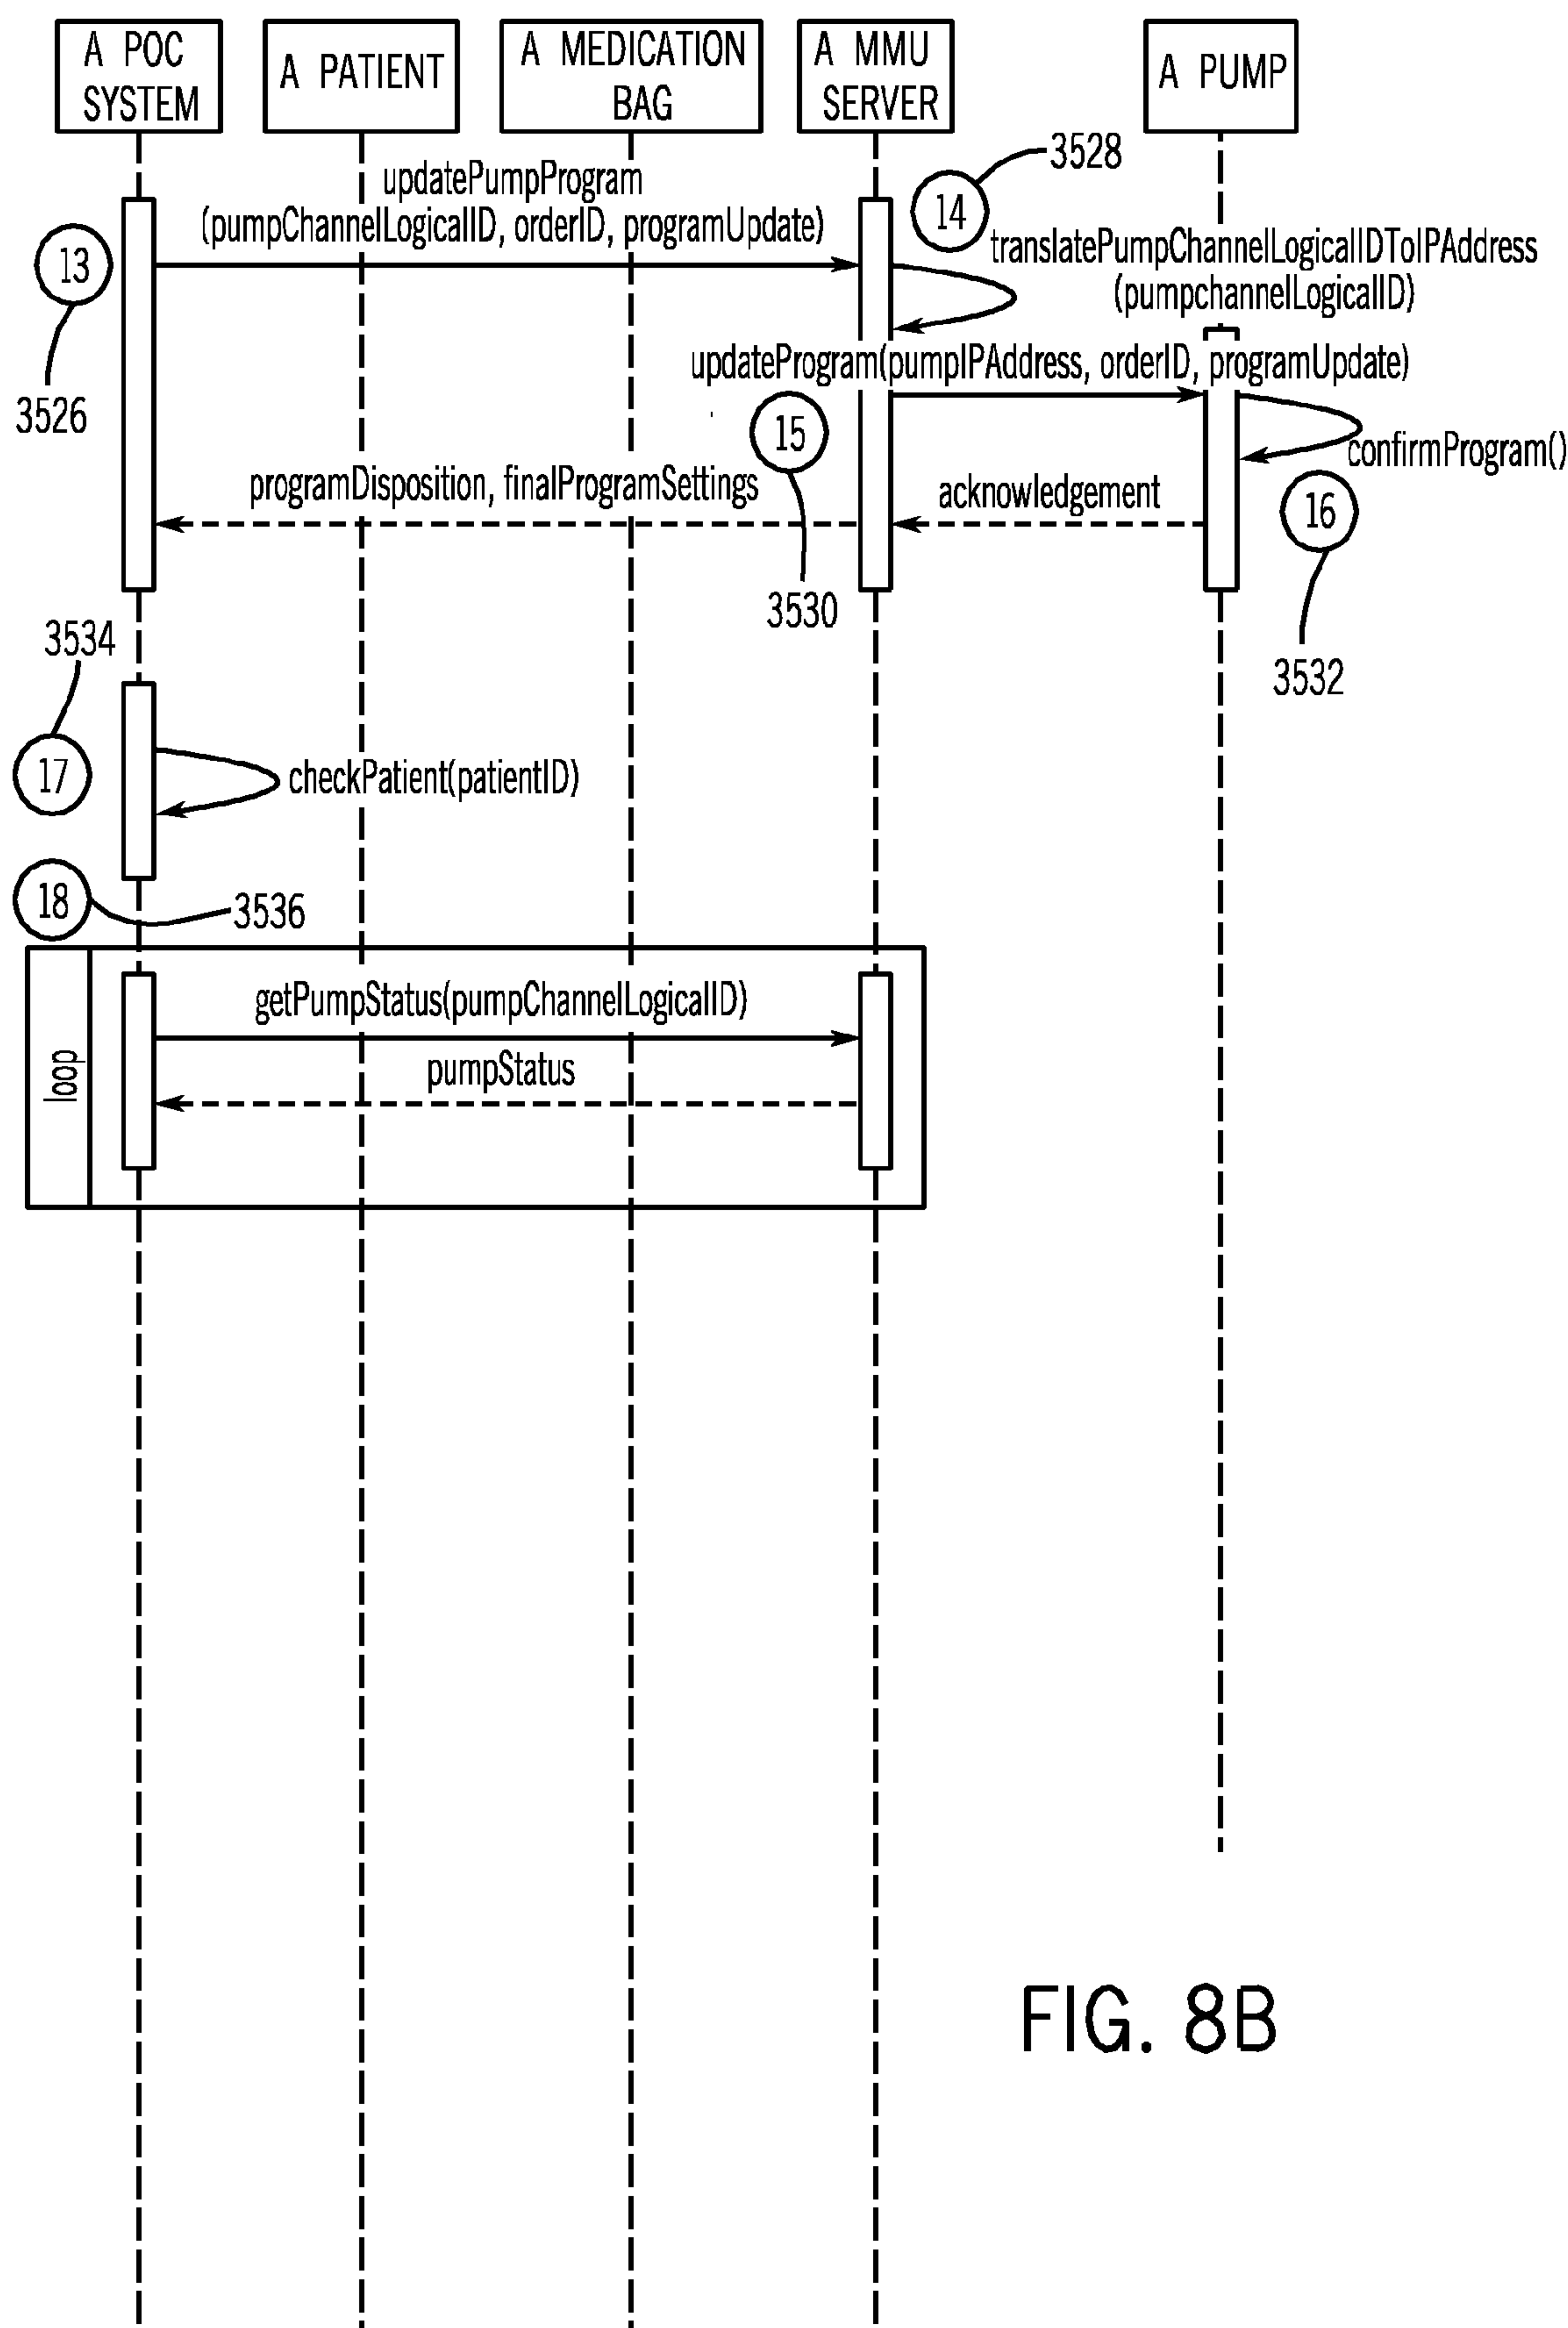 A POC
SYSTEM
A PATIENT
A MEDICATION
BAG
A MMU
SERVER
A PUMP
3528
updatePumpProgram
(pumpChannelLogicalID, orderID, programUpdate)
14
13
translatePumpChannelLogicalIDToIPAddress
(pumpchannelLogicalID)
updateProgram(pumpIPAddress, orderID, programUpdate)
3526
15
confirmProgram()
programDisposition, finalProgramSettings
acknowledgement
16
3530
3534
3532
17
checkPatient(patientID)
18
3536
getPumpStatus(pumpChannelLogicalID)
loop
pumpStatus
FIG. 8B